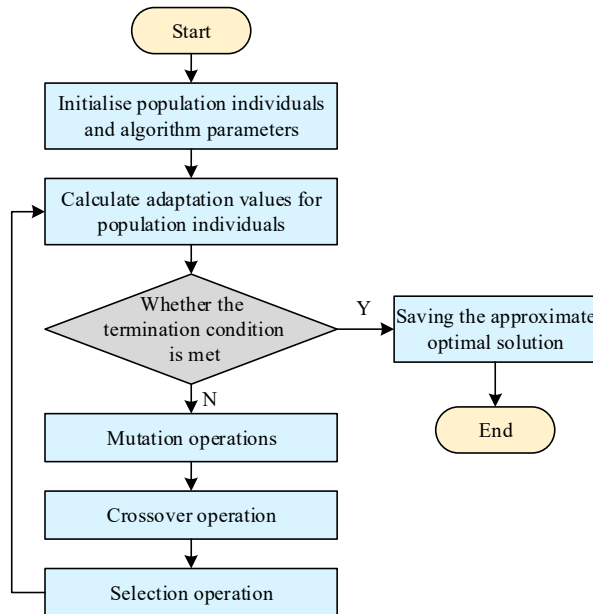 Start
Initialise population individuals
and algorithm parameters
Calculate adaptation values for
population individuals
Whether the
termination condition
is met
Y
Saving the approximate
optimal solution
End
N
Mutation operations
Crossover operation
Selection operation